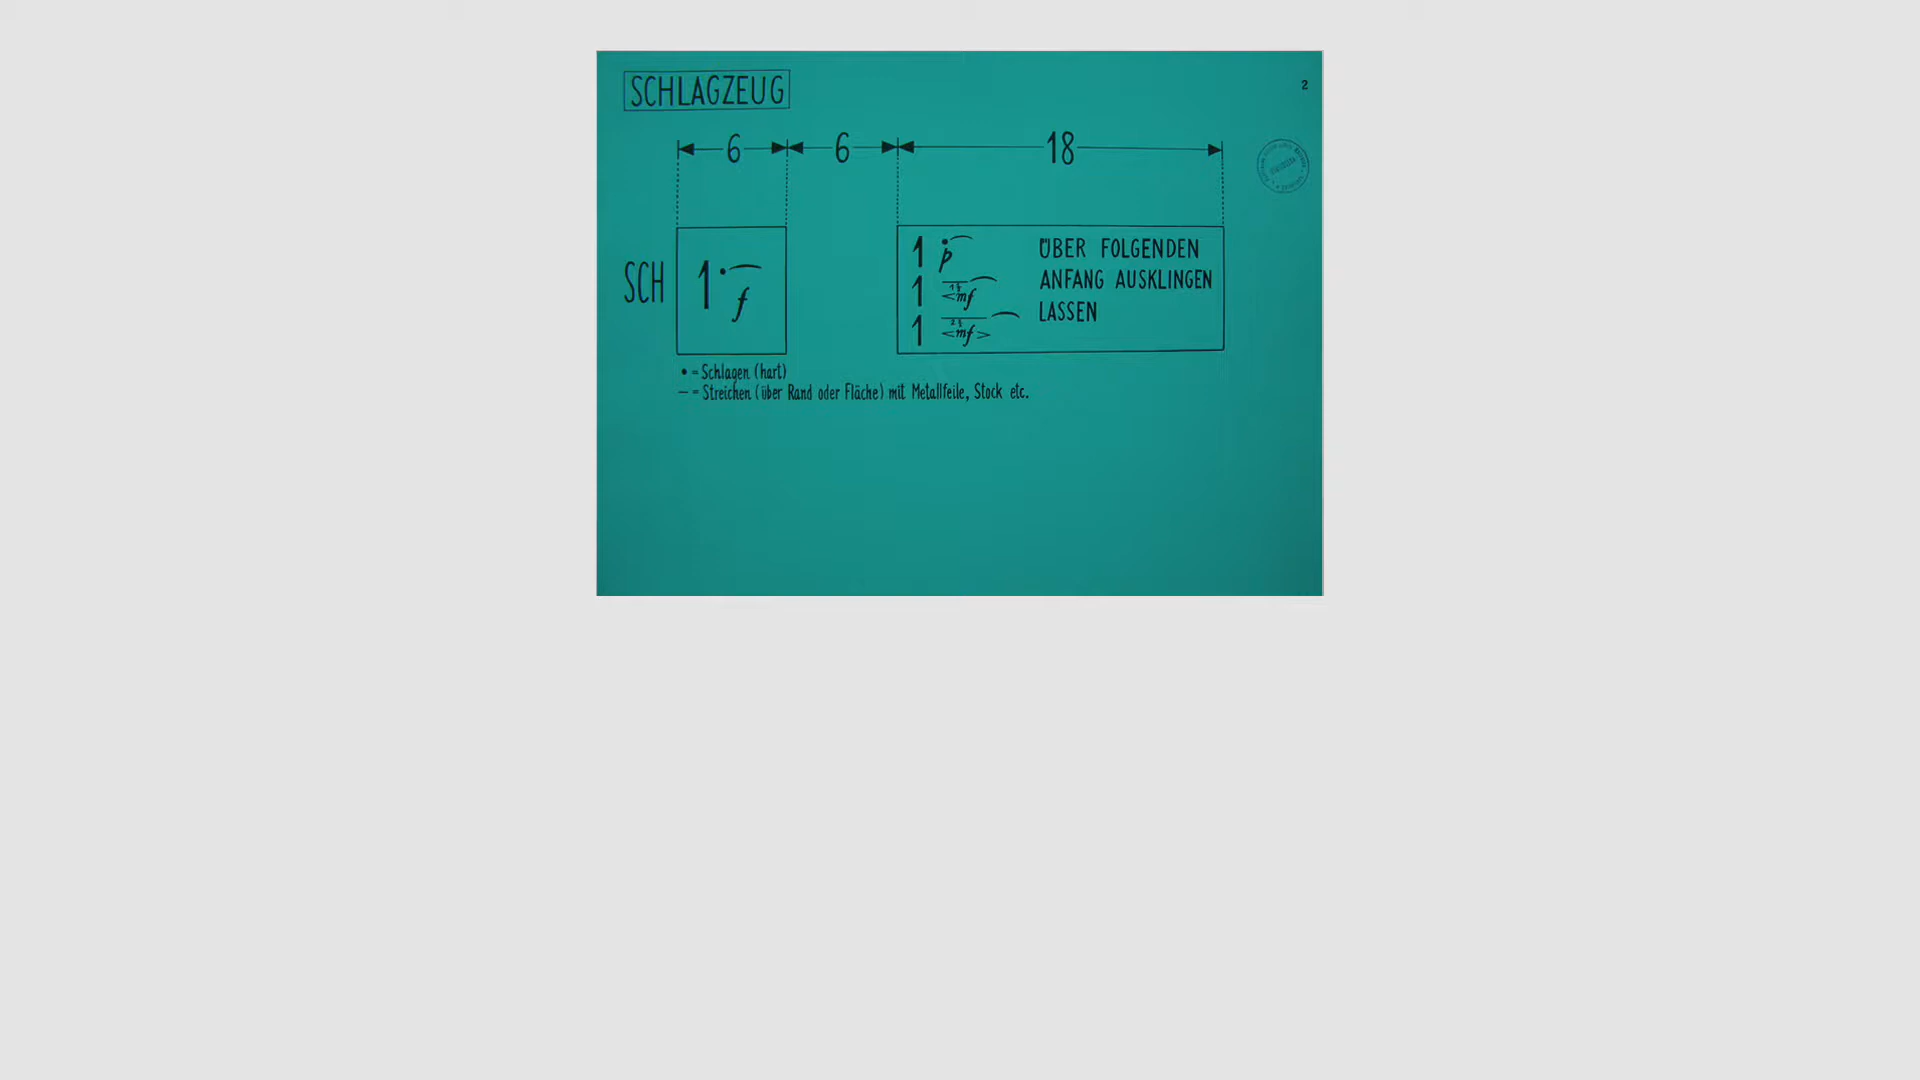 SCHLAGZEUG
2
6 6 18
SCH
1 f
1 p
1 <mf
1 <mf>
ÜBER FOLGENDEN
ANFANG AUSKLINGEN
LASSEN
• = Schlagen (hart)
— = Streichen (über Rand oder Fläche) mit Metallfeile, Stock etc.